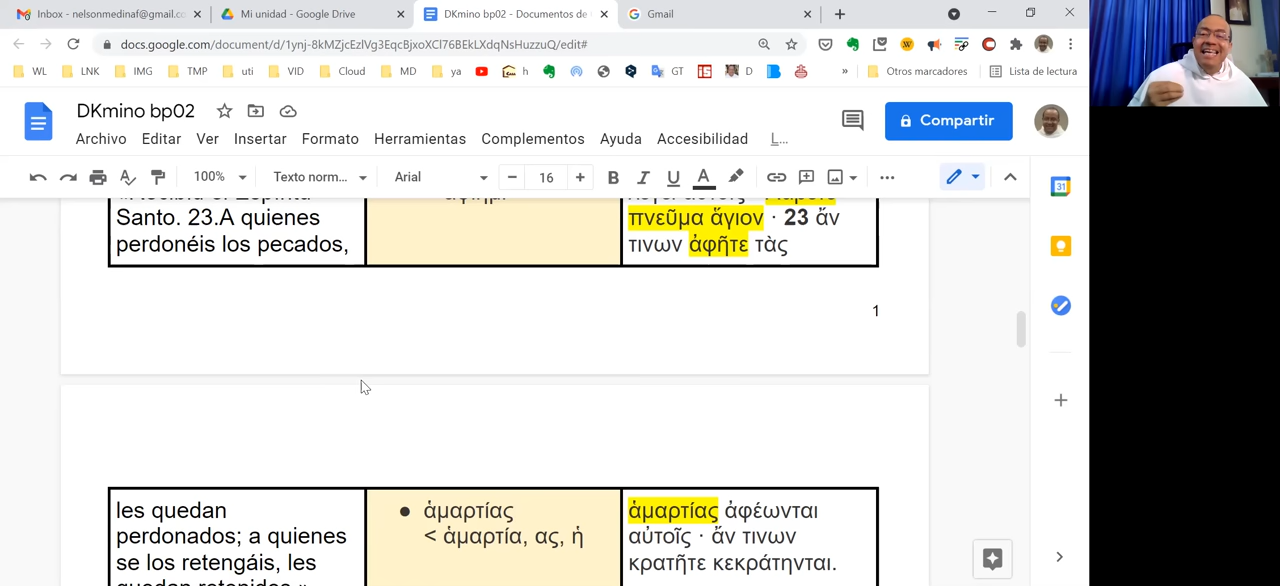 Inbox - nelsonmedinaf@gmail.co
Mi unidad - Google Drive
DKmino bp02 - Documentos de
Gmail
docs.google.com/document/d/1ynj-8kMZjcEzlVg3EqcBjxoXCl76BEkLXdqNsHuzzuQ/edit#
WL LNK IMG TMP uti VID Cloud MD ya h GT D » Otros marcadores Lista de lectura
DKmino bp02
Compartir
Archivo Editar Ver Insertar Formato Herramientas Complementos Ayuda Accesibilidad L...
100% Texto norm... Arial 16 B I U A
Santo. 23.A quienes
perdonéis los pecados,
πνεῦμα ἅγιον · 23 ἄν
τινων ἀφῆτε τὰς
1
les quedan
perdonados; a quienes
se los retengáis, les
● ἁμαρτίας
< ἁμαρτία, ας, ἡ
ἁμαρτίας ἀφέωνται
αὐτοῖς · ἄν τινων
κρατῆτε κεκράτηνται.
31